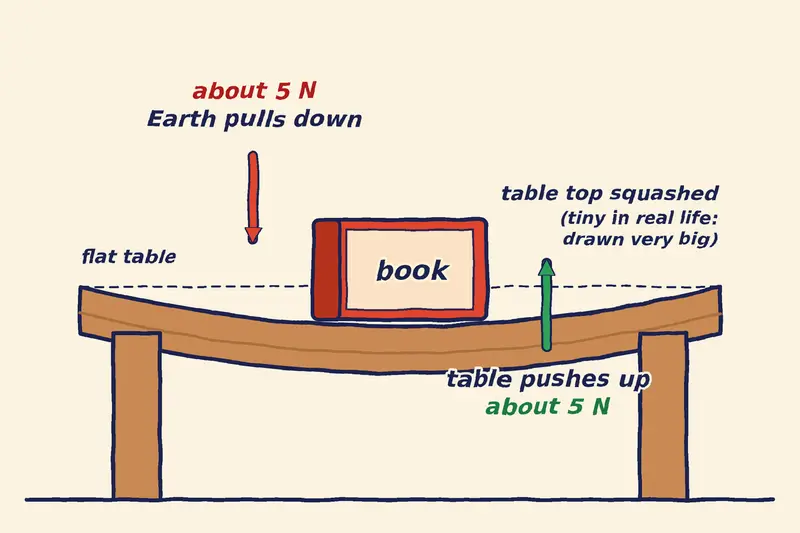 about 5 N
Earth pulls down
table top squashed
(tiny in real life:
drawn very big)
flat table
book
table pushes up
about 5 N